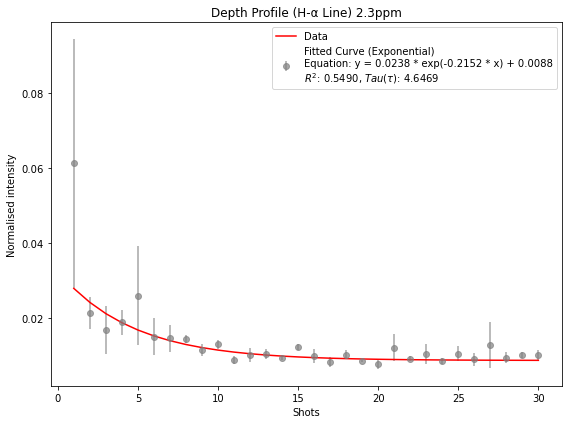 Depth Profile (H-α Line) 2.3ppm
Data
Fitted Curve (Exponential)
Equation: y = 0.0238 * exp(-0.2152 * x) + 0.0088
R²: 0.5490, Tau(τ): 4.6469
Normalised intensity
0.08
0.06
0.04
0.02
0 5 10 15 20 25 30
Shots